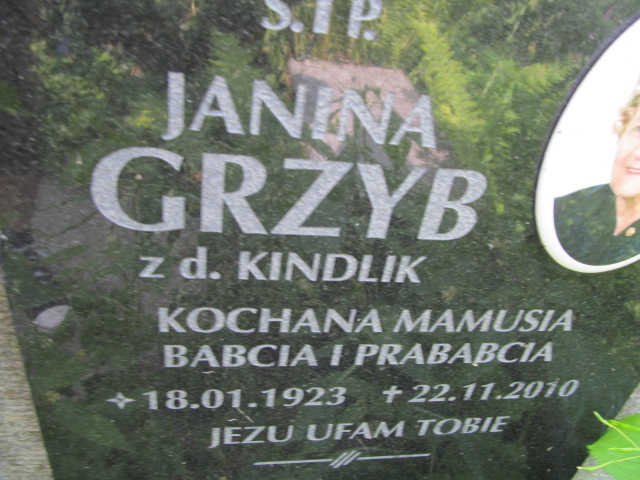 Ś.†P.
JANINA
GRZYB
z d. KINDLIK
KOCHANA MAMUSIA
BABCIA I PRABABCIA
18.01.1923 † 22.11.2010
JEZU UFAM TOBIE